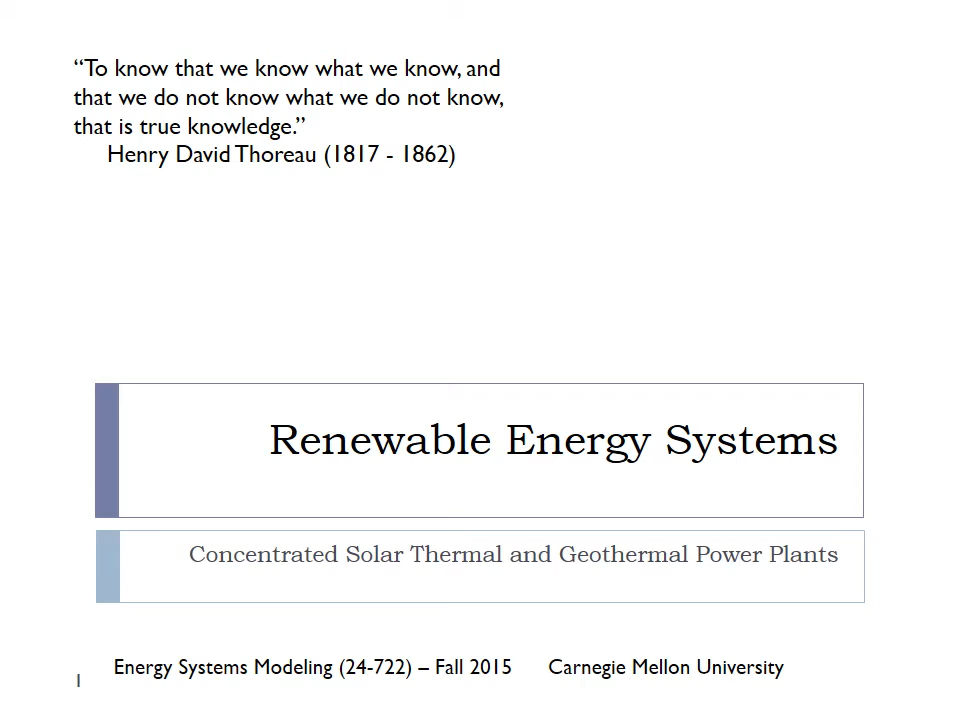 “To know that we know what we know, and
that we do not know what we do not know,
that is true knowledge.”
Henry David Thoreau (1817 - 1862)
Renewable Energy Systems
Concentrated Solar Thermal and Geothermal Power Plants
Energy Systems Modeling (24-722) – Fall 2015 Carnegie Mellon University
1